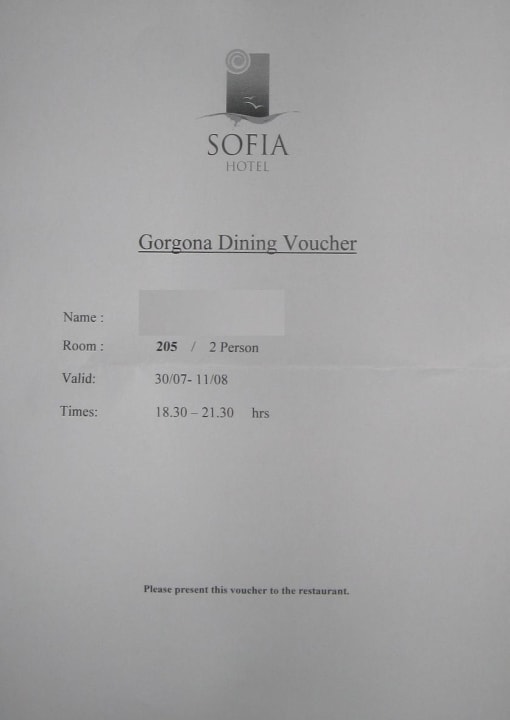 SOFIA
HOTEL
Gorgona Dining Voucher
Name :
Room : 205 / 2 Person
Valid: 30/07- 11/08
Times: 18.30 – 21.30 hrs
Please present this voucher to the restaurant.